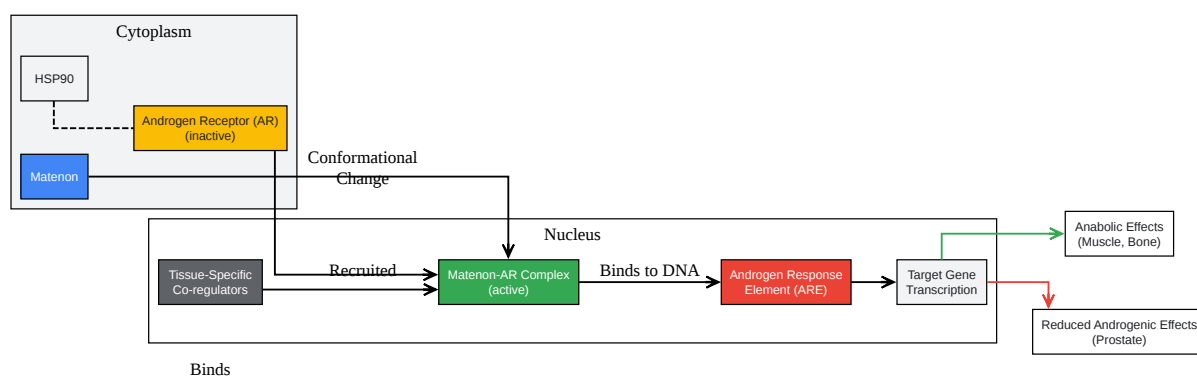 Cytoplasm
HSP90
Androgen Receptor (AR)
(inactive)
Matenon
Conformational
Change
Nucleus
Anabolic Effects
(Muscle, Bone)
Tissue-Specific
Co-regulators
Recruited
Matenon-AR Complex
(active)
Binds to DNA
Androgen Response
Element (ARE)
Target Gene
Transcription
Reduced Androgenic Effects
(Prostate)
Binds